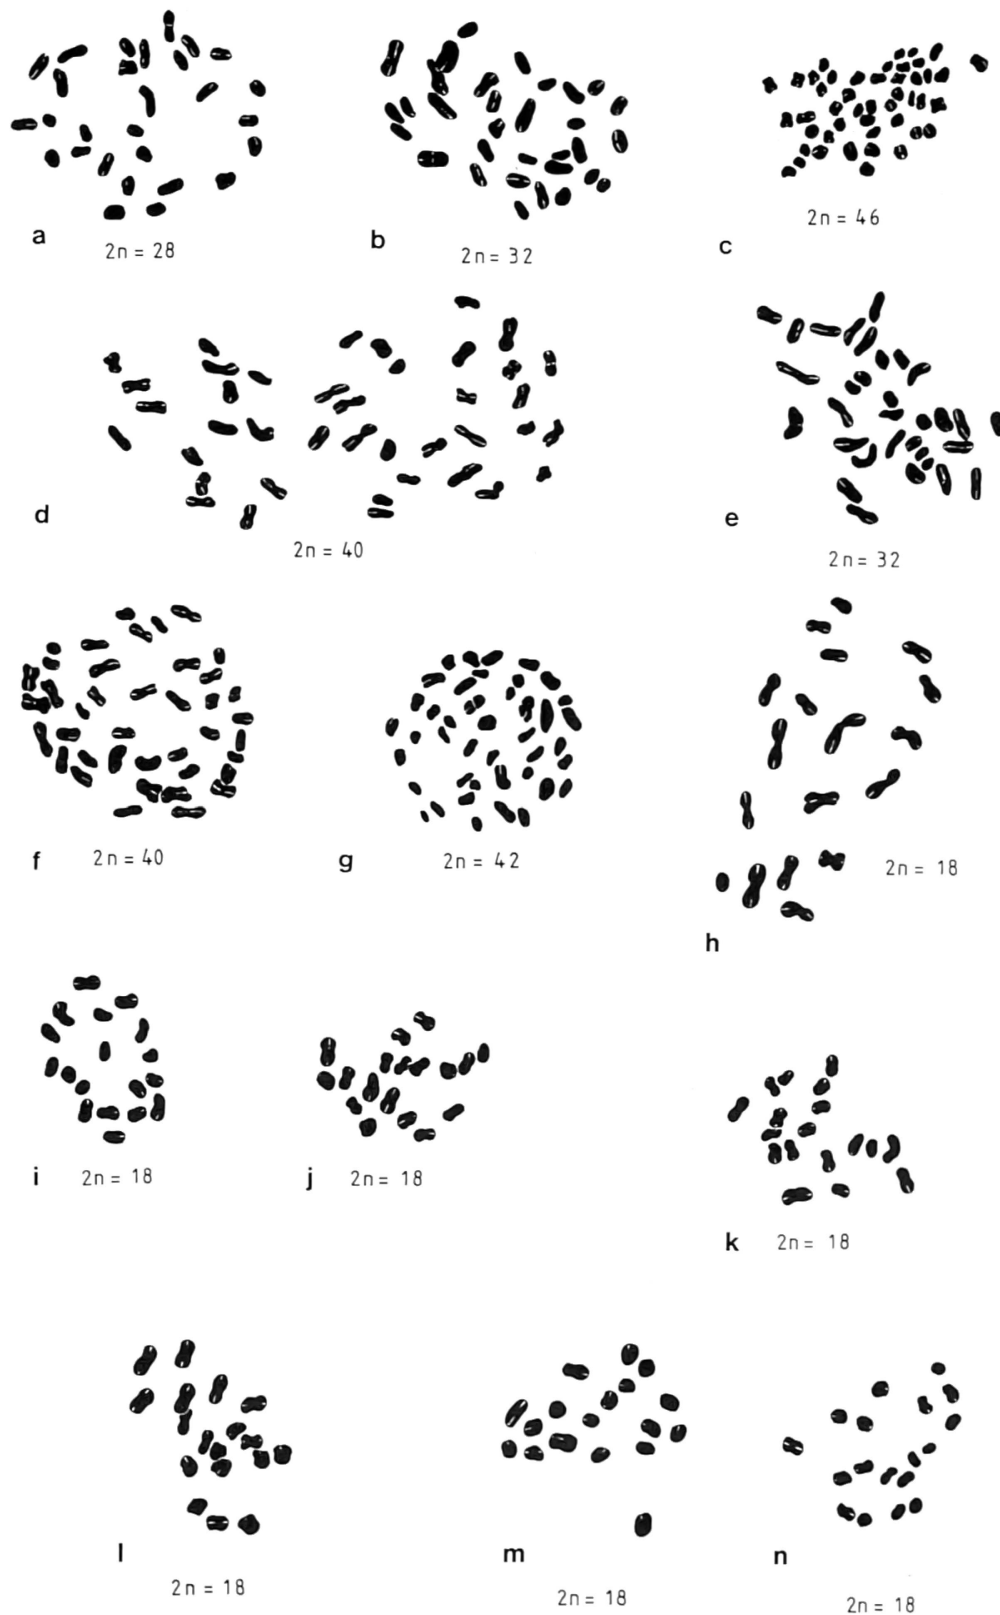 a
2n = 28
b
2n = 32
c
2n = 46
d
2n = 40
e
2n = 32
f
2n = 40
g
2n = 42
h
2n = 18
i
2n = 18
j
2n = 18
k
2n = 18
l
2n = 18
m
2n = 18
n
2n = 18